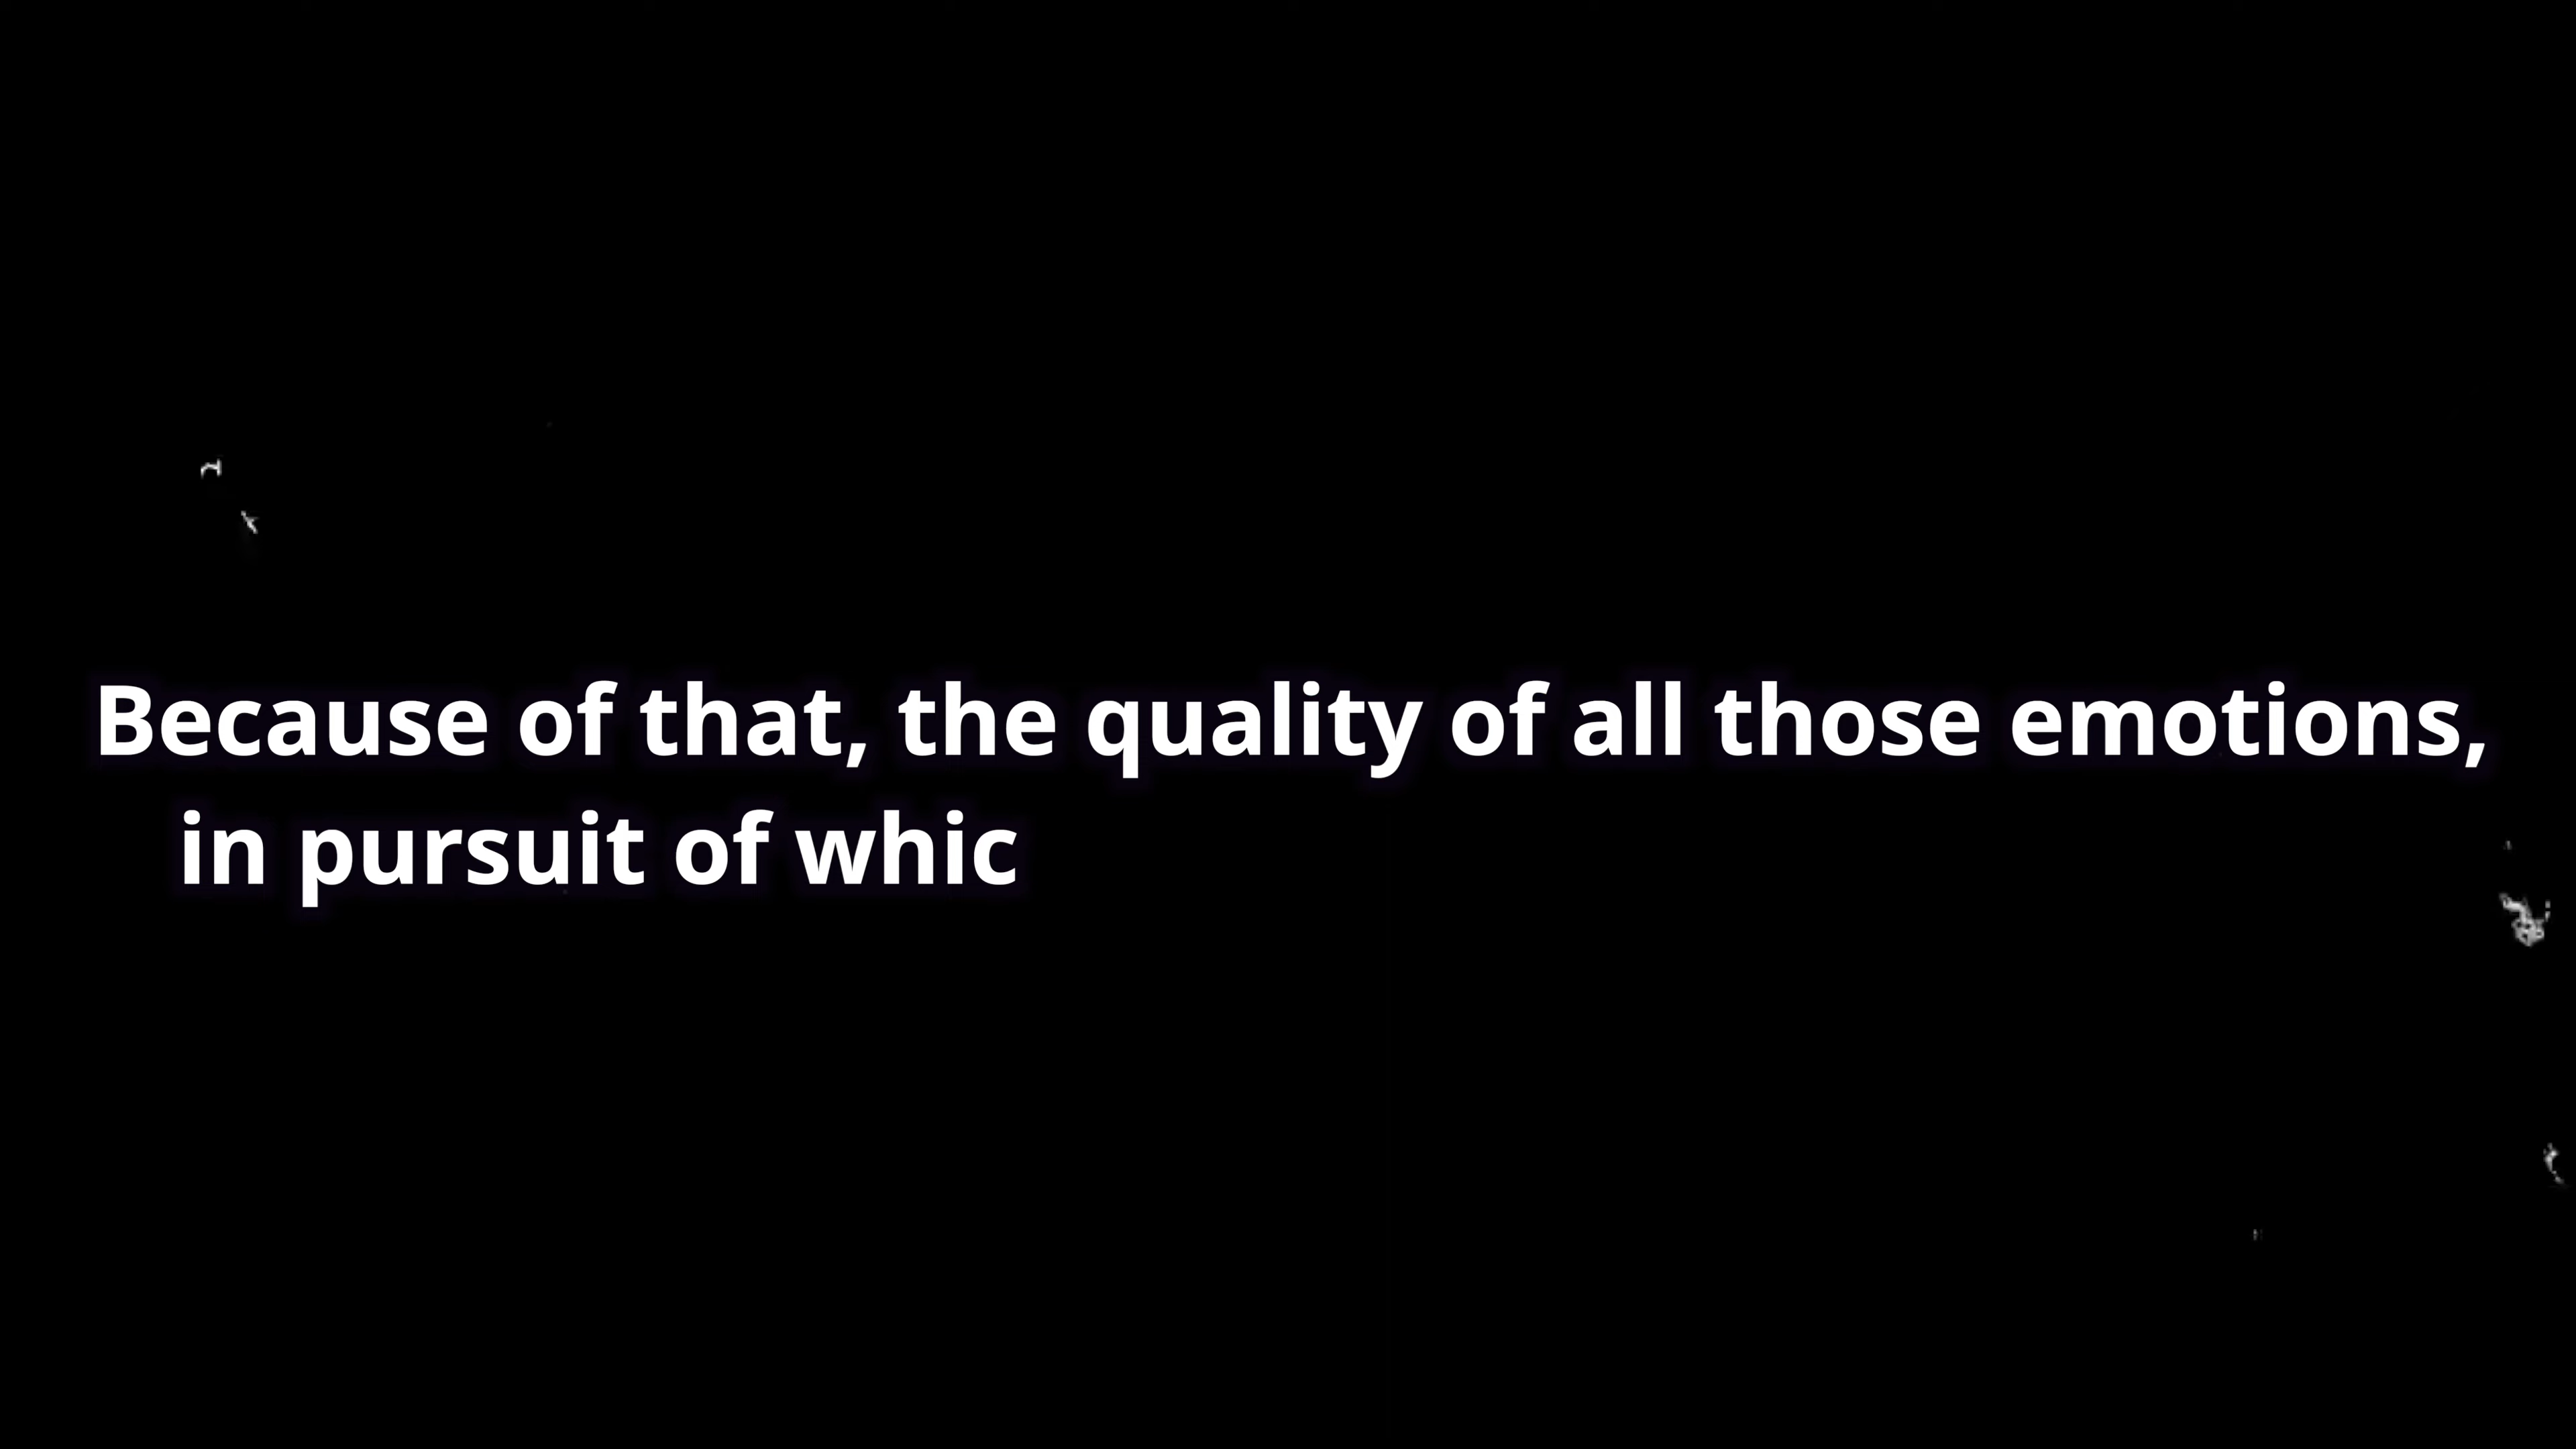 Because of that, the quality of all those emotions,
in pursuit of whic